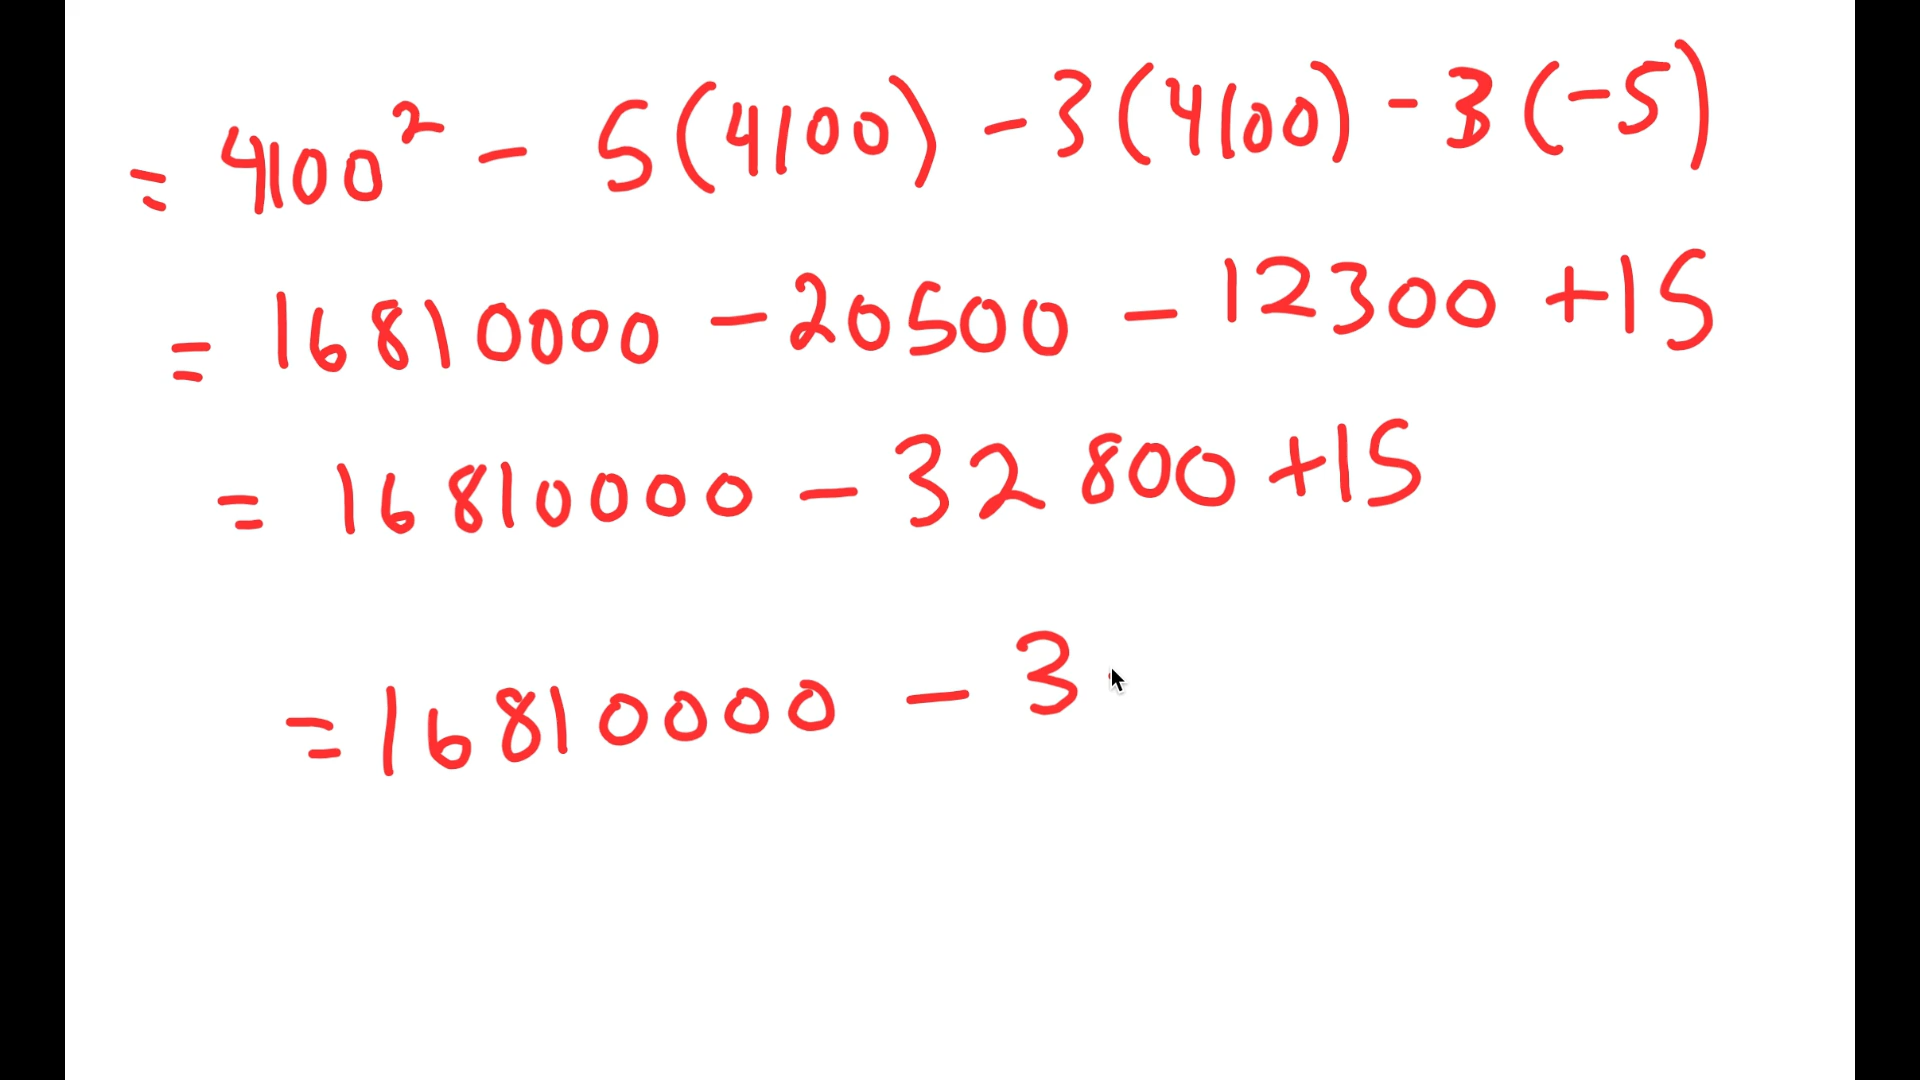 = 4100² - 5(4100) - 3(4100) - 3(-5)
= 16810000 - 20500 - 12300 + 15
= 16810000 - 32800 + 15
= 16810000 - 3